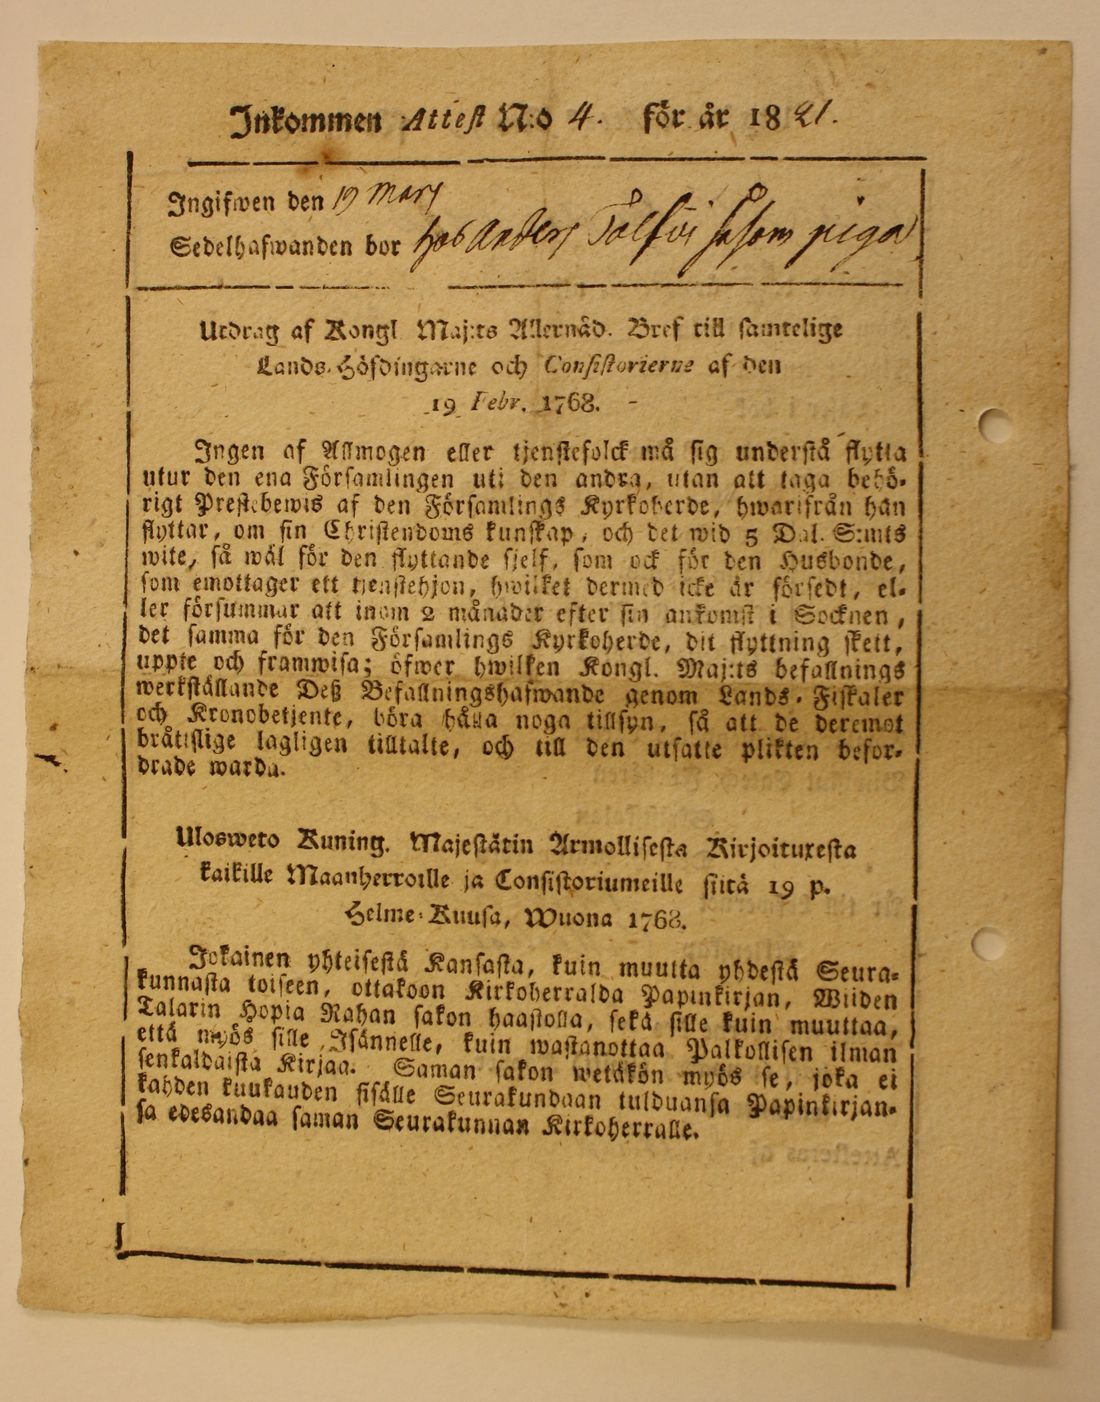 Inkommen Attest N:o 4. för år 1821.
Ingifwen den 19 Mars
Sedelhafwanden bor hos Anders såsom piga
Utdrag af Kongl Maj:ts Allernåd. Bref till samtelige
Lands-Höfdingarne och Consistorierne af den
19 Febr. 1768.
Ingen af Allmogen eller tjenstefolck må sig understå flytta
utur den ena Församlingen uti den andra, utan att taga behö-
rigt Prestebewis af den Församlings Kyrkoherde, hwarifrån han
flyttar, om sin Christendoms kunskap, och det wid 5 Dal. S:mts
wite, så wäl för den flyttande sjelf, som ock för den Husbonde,
som emottager ett tjenstehjon, hwilket dermed icke är försedt, el-
ler försummar att inom 2 månader efter sin ankomst i Socknen,
det samma för den Församlings Kyrkoherde, dit flyttning skett,
uppte och framwisa; öfwer hwilken Kongl. Maj:ts befallnings
werkställande Deß Befallningshafwande genom Lands-Fiskaler
och Kronobetjente, böra hålla noga tillsyn, så att de deremot
bråttslige lagligen tilltalte, och till den utsatte plikten befor-
drade warda.
Ulosweto Kuning. Majestätin Armollisesta Kirjoituxesta
kaikille Maanherroille ja Consistoriumeille siitä 19 p.
Helme-Kuusa, Wuona 1768.
Jokainen yhteisestä Kansasta, kuin muutta yhdestä Seura-
kunnasta toiseen, ottakoon Kirkoherralda Papinkirjan, Wiiden
Talarin Hopia Rahan sakon haastolla, sekä sille kuin muuttaa,
että myös sille Isännelle, kuin wastanottaa Palkollisen ilman
senkaldaista Kirjaa. Saman sakon wetäkön myös se, joka ei
kahden kuukauden sisälle Seurakundaan tulduansa Papinkirjan-
sa edesandaa saman Seurakunnan Kirkoherralle.